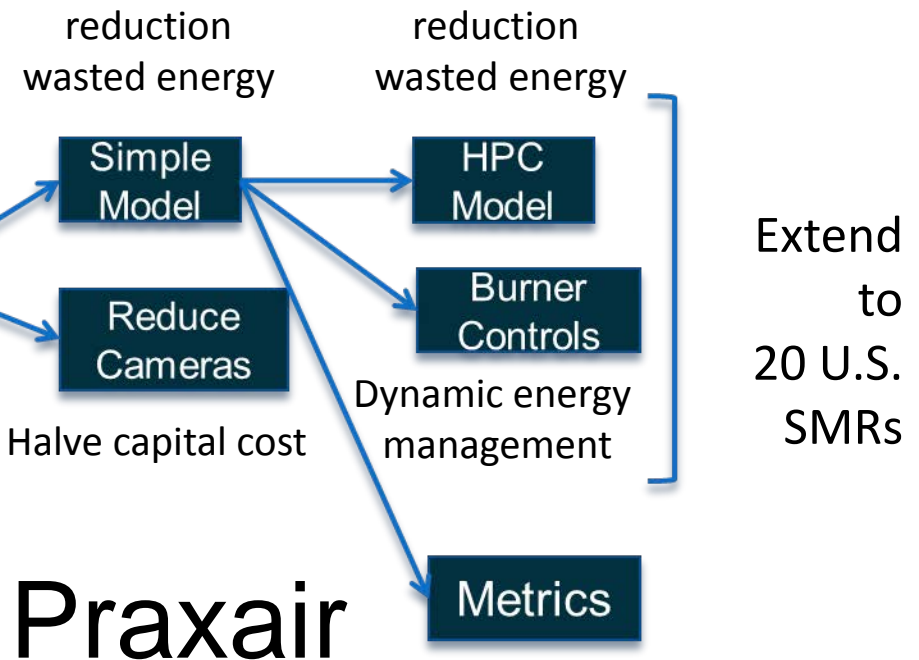 reduction
wasted energy
reduction
wasted energy
Simple
Model
HPC
Model
Reduce
Cameras
Burner
Controls
Halve capital cost
Dynamic energy
management
Extend
to
20 U.S.
SMRs
Praxair
Metrics